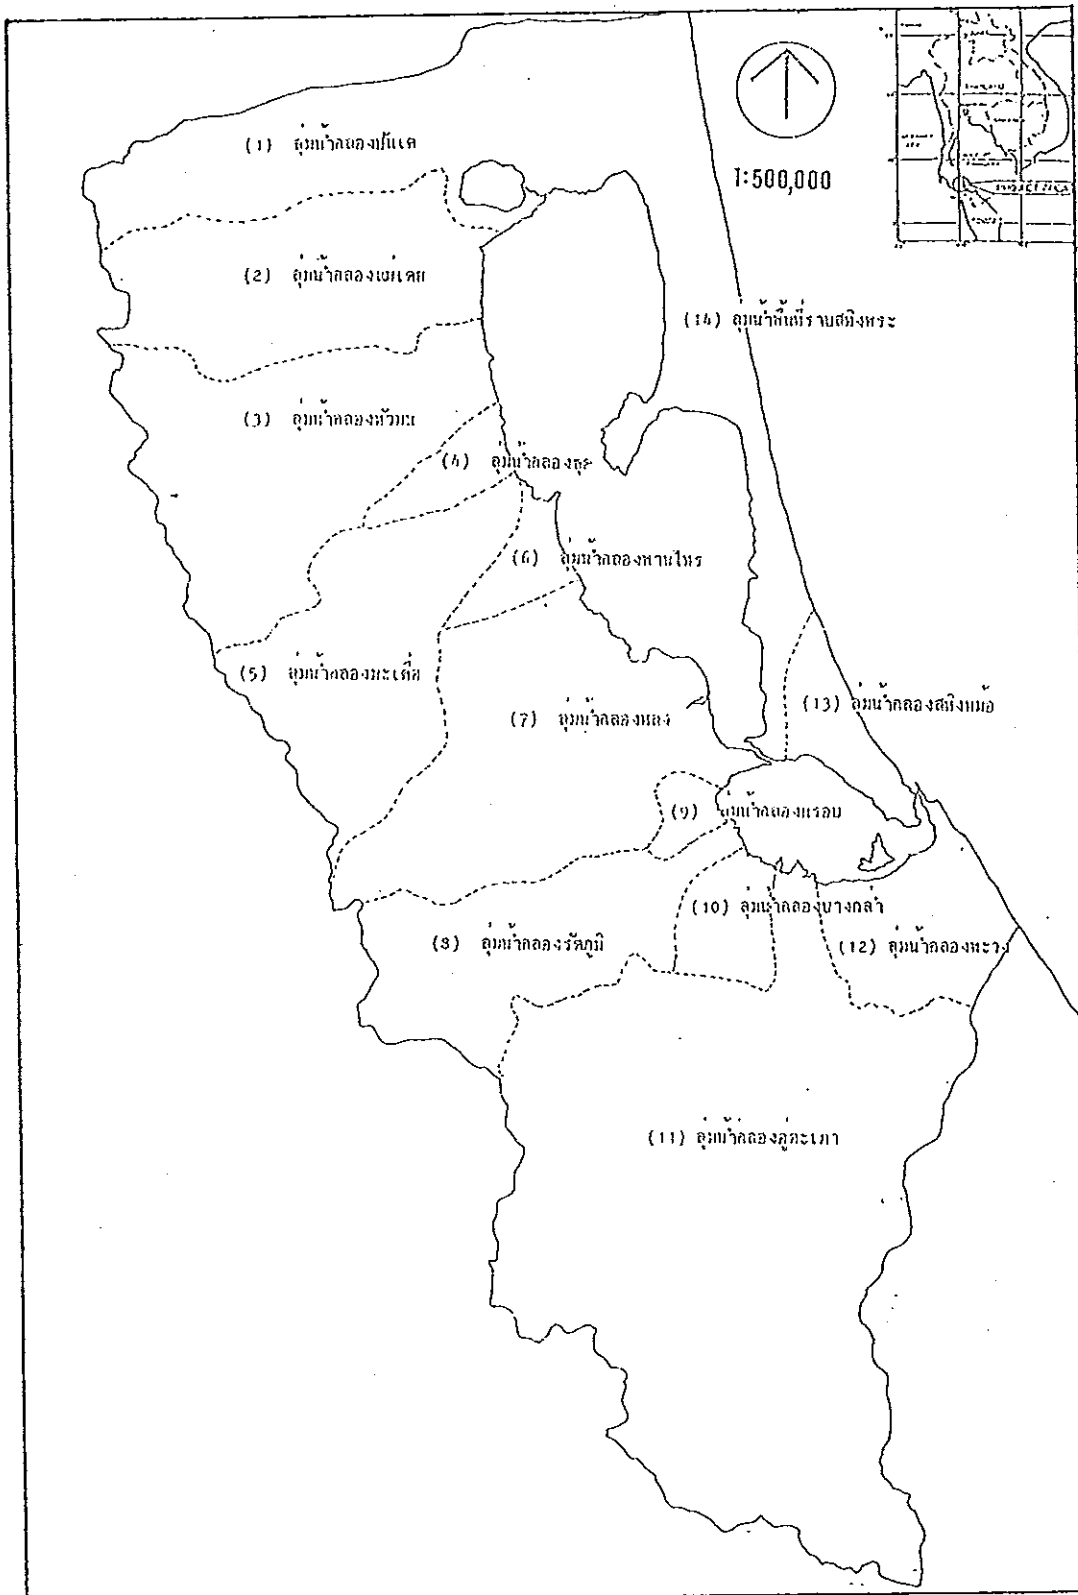 1:500,000
(1) ลุ่มน้ำคลองปันแต
(2) ลุ่มน้ำคลองแม่เตย
(14) ลุ่มน้ำพื้นที่ราบสทิงพระ
(3) ลุ่มน้ำคลองหัวมน
(4) ลุ่มน้ำคลอง
(6) ลุ่มน้ำคลองพานไทร
(5) ลุ่มน้ำคลองมะเดื่อ
(7) ลุ่มน้ำคลองหลง
(13) ลุ่มน้ำคลองสทิงหม้อ
(9) ลุ่มน้ำคลองแรอบ
(10) ลุ่มน้ำคลองบางกล่ำ
(8) ลุ่มน้ำคลองรัตภูมิ
(12) ลุ่มน้ำคลองพะวง
(11) ลุ่มน้ำคลองอู่ตะเภา